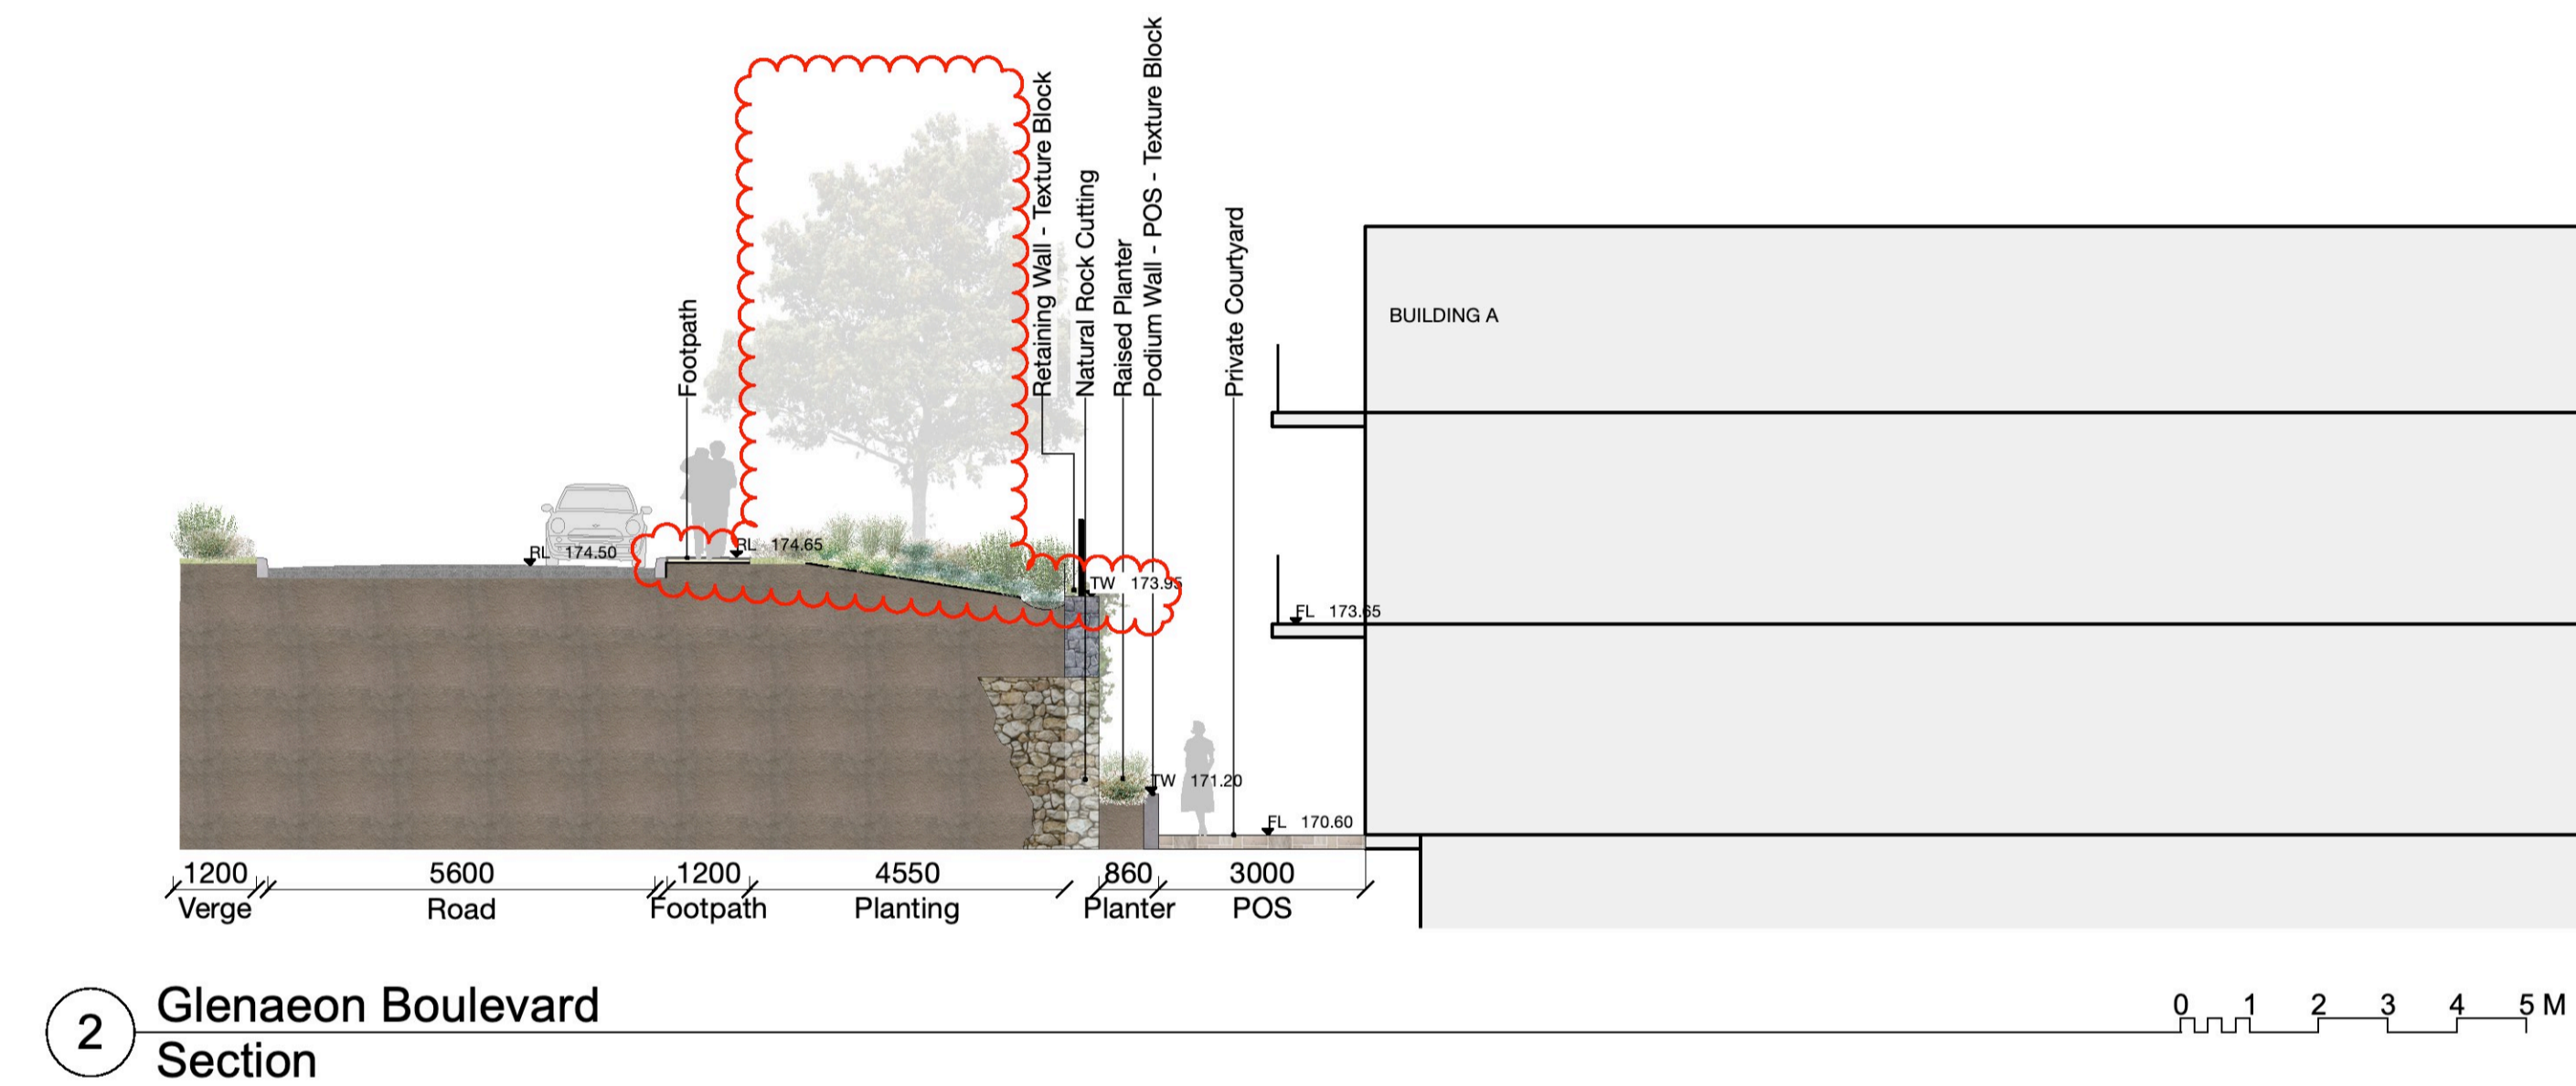 Footpath
Retaining Wall - Texture Block
Natural Rock Cutting
Raised Planter
Podium Wall - POS - Texture Block
Private Courtyard
BUILDING A
RL 174.50
RL 174.65
TW 173.95
FL 173.65
TW 171.20
FL 170.60
1200 5600 1200 4550 860 3000
Verge Road Footpath Planting Planter POS
2
Glenaeon Boulevard
Section
0 1 2 3 4 5 M